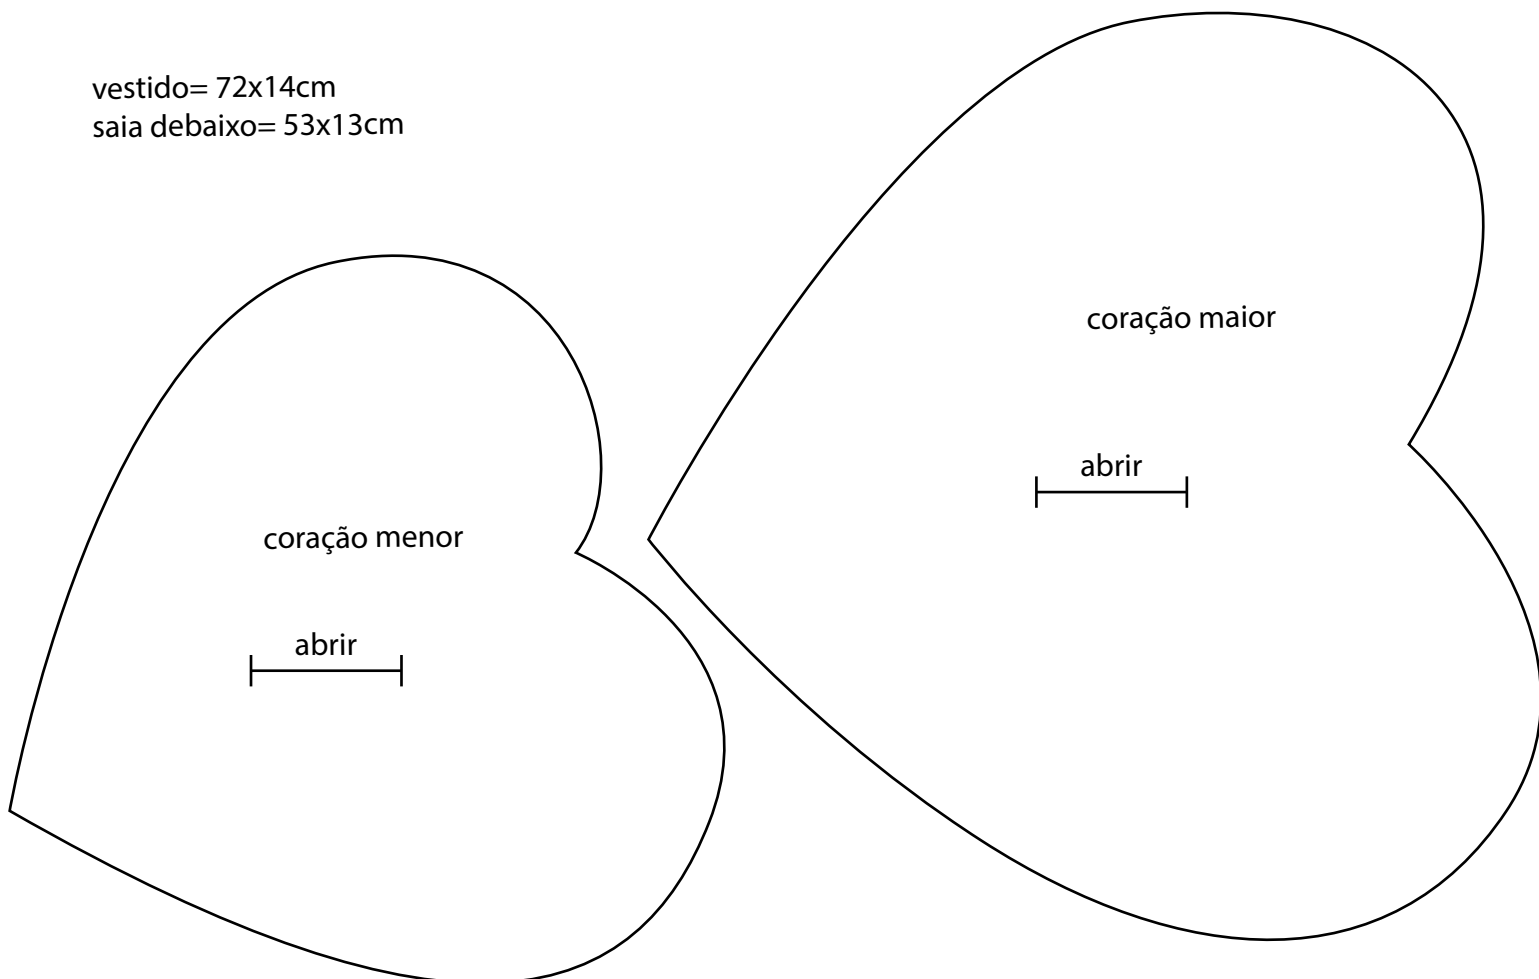 vestido= 72x14cm
saia debaixo= 53x13cm
coração maior
abrir
coração menor
abrir